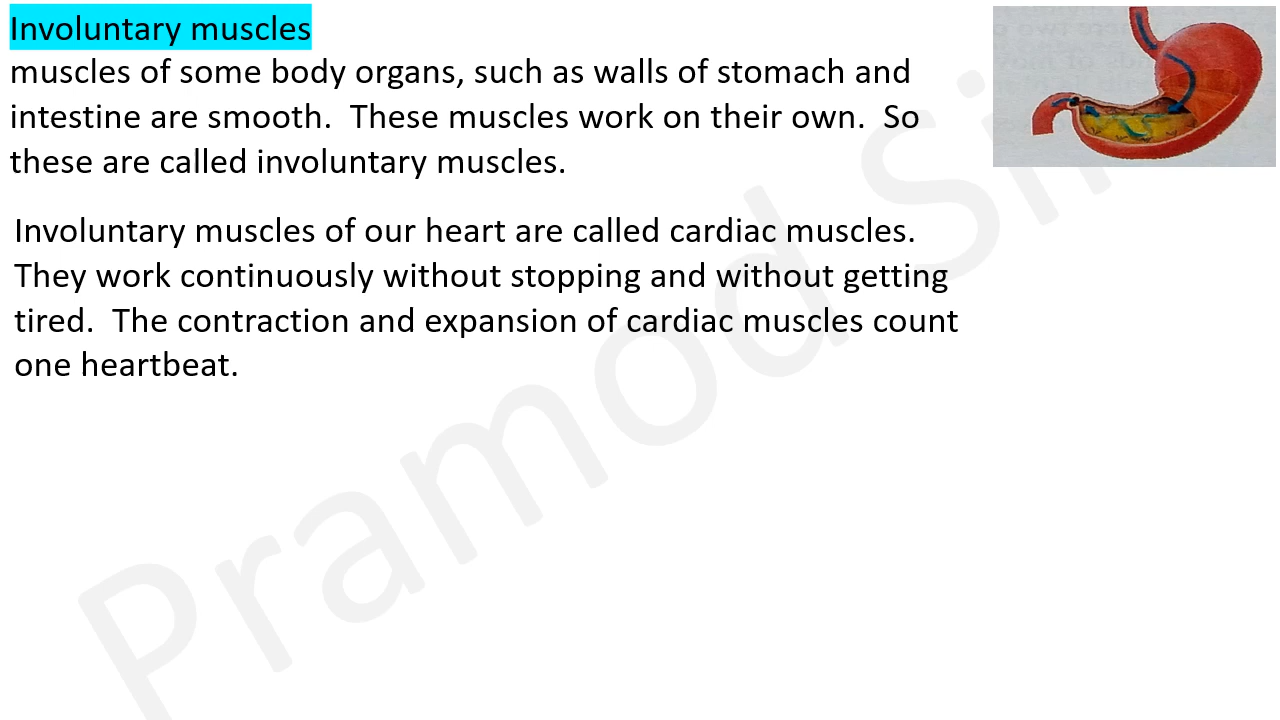 Involuntary muscles
muscles of some body organs, such as walls of stomach and
intestine are smooth.  These muscles work on their own.  So
these are called involuntary muscles.
Involuntary muscles of our heart are called cardiac muscles.
They work continuously without stopping and without getting
tired.  The contraction and expansion of cardiac muscles count
one heartbeat.
Pramod Si